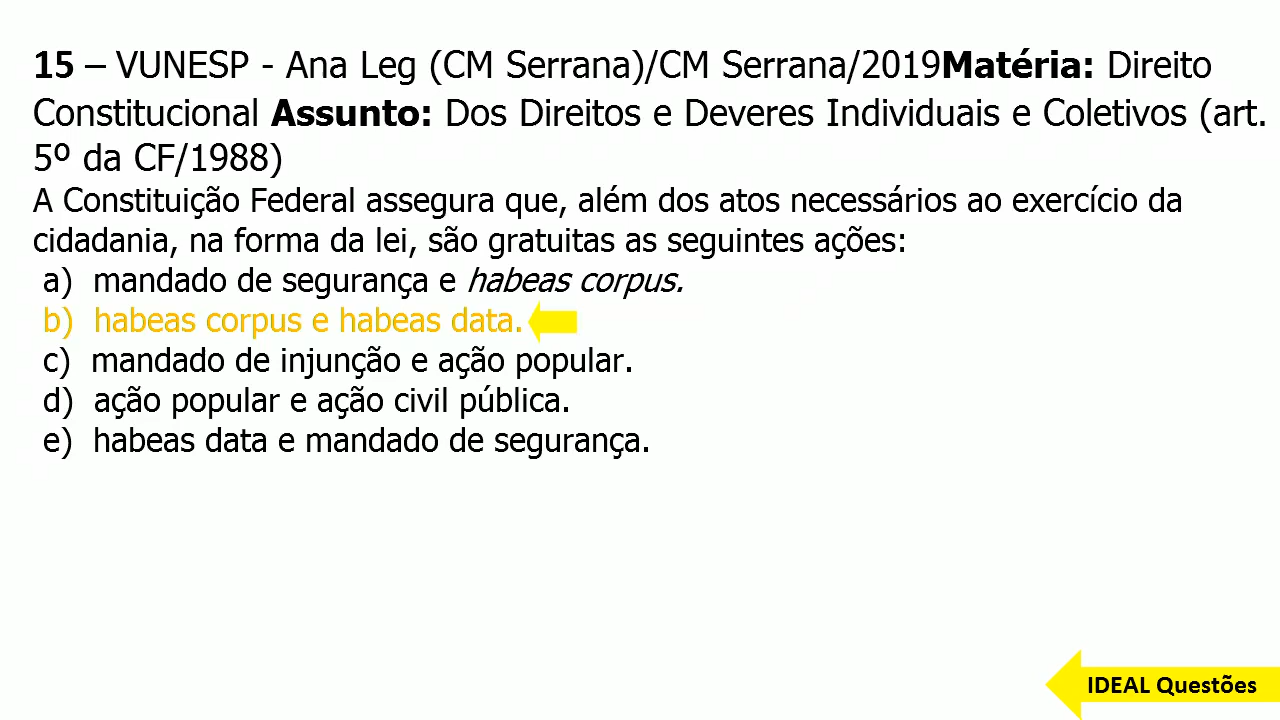 15 – VUNESP - Ana Leg (CM Serrana)/CM Serrana/2019Matéria: Direito
Constitucional Assunto: Dos Direitos e Deveres Individuais e Coletivos (art.
5º da CF/1988)
A Constituição Federal assegura que, além dos atos necessários ao exercício da
cidadania, na forma da lei, são gratuitas as seguintes ações:
a) mandado de segurança e habeas corpus.
b) habeas corpus e habeas data.
c) mandado de injunção e ação popular.
d) ação popular e ação civil pública.
e) habeas data e mandado de segurança.
IDEAL Questões